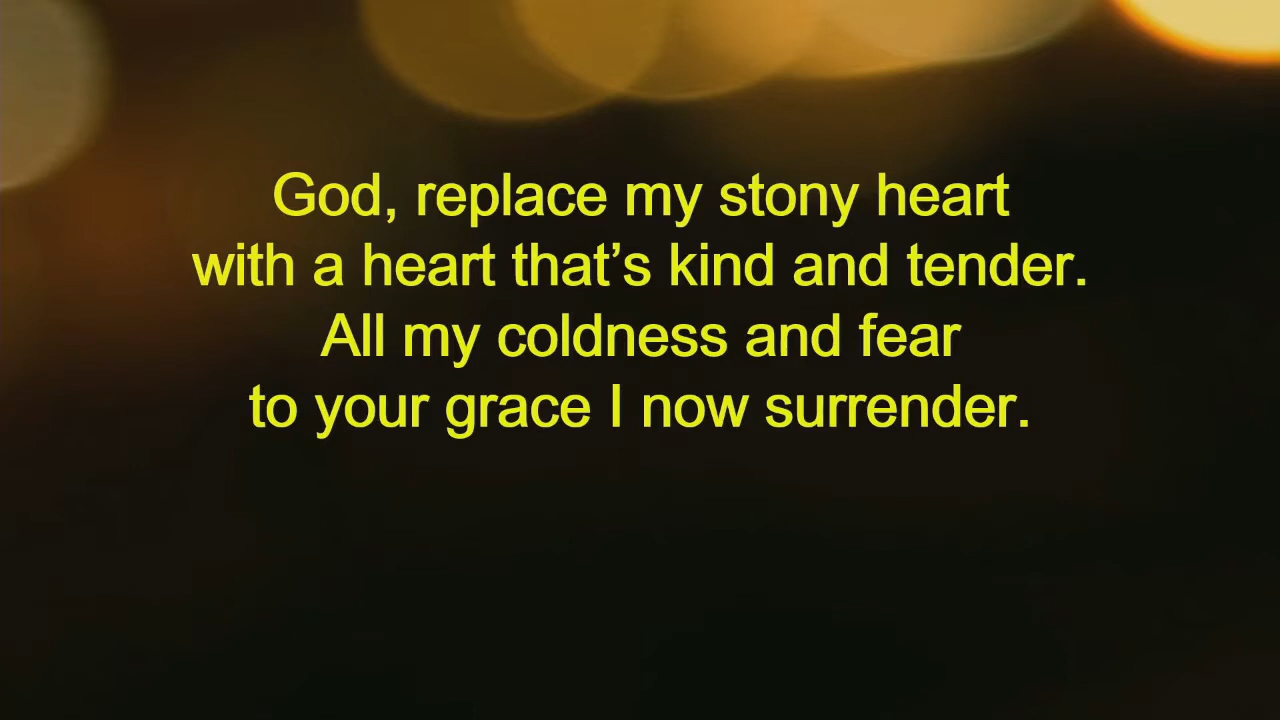 God, replace my stony heart
with a heart that’s kind and tender.
All my coldness and fear
to your grace I now surrender.